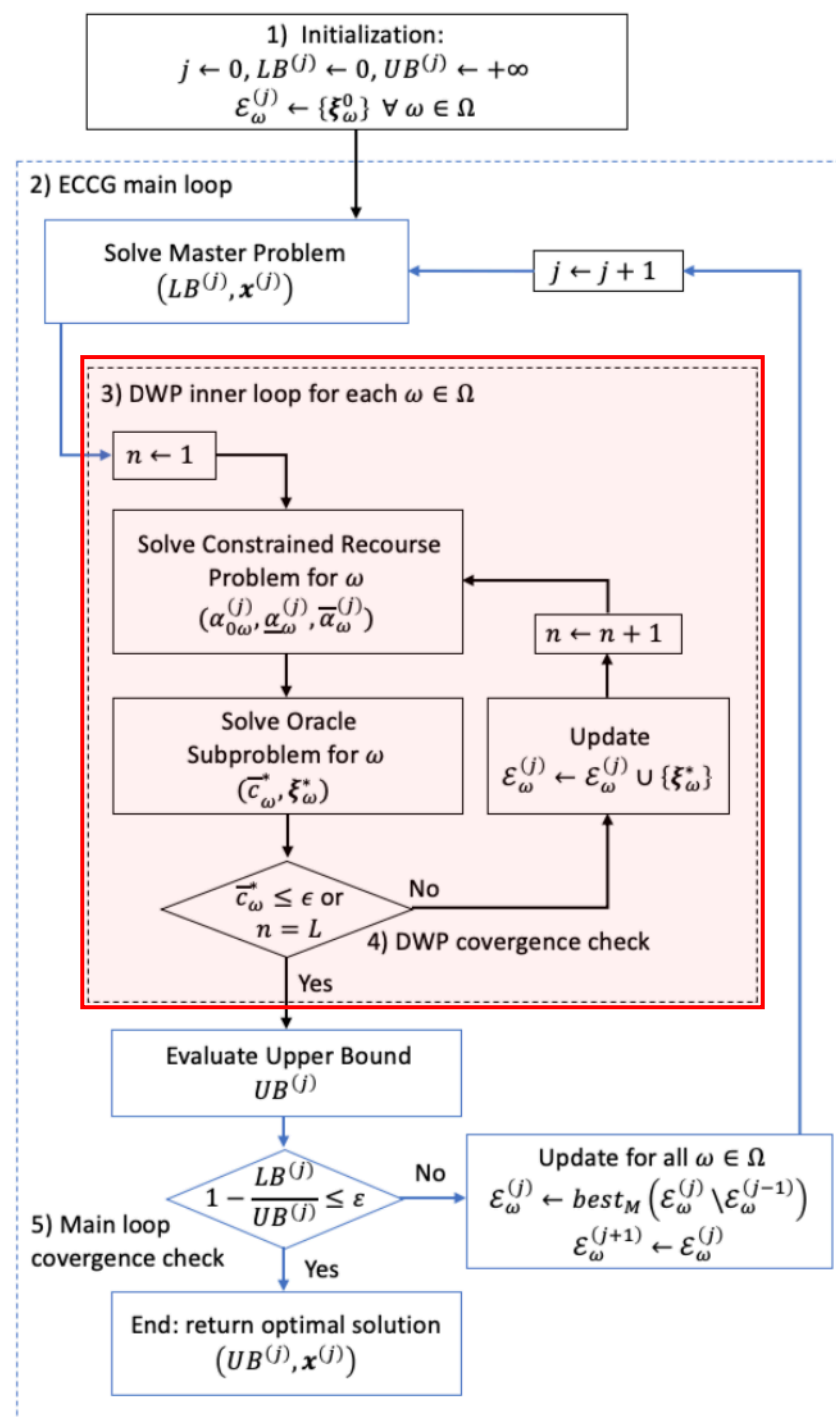 1) Initialization:
j ← 0, LB^(j) ← 0, UB^(j) ← +∞
ℰ_ω^(j) ← {ξ_ω^0} ∀ ω ∈ Ω
2) ECCG main loop
Solve Master Problem
(LB^(j), x^(j))
j ← j + 1
3) DWP inner loop for each ω ∈ Ω
n ← 1
Solve Constrained Recourse
Problem for ω
(α_0ω^(j), α̲_ω^(j), α̅_ω^(j))
n ← n + 1
Solve Oracle
Subproblem for ω
(c̅_ω^*, ξ_ω^*)
Update
ℰ_ω^(j) ← ℰ_ω^(j) ∪ {ξ_ω^*}
c̅_ω^* ≤ ϵ or
n = L
No
4) DWP covergence check
Yes
Evaluate Upper Bound
UB^(j)
1 − LB^(j)/UB^(j) ≤ ε
No
Update for all ω ∈ Ω
ℰ_ω^(j) ← best_M (ℰ_ω^(j) \ ℰ_ω^(j−1))
ℰ_ω^(j+1) ← ℰ_ω^(j)
5) Main loop
covergence check
Yes
End: return optimal solution
(UB^(j), x^(j))